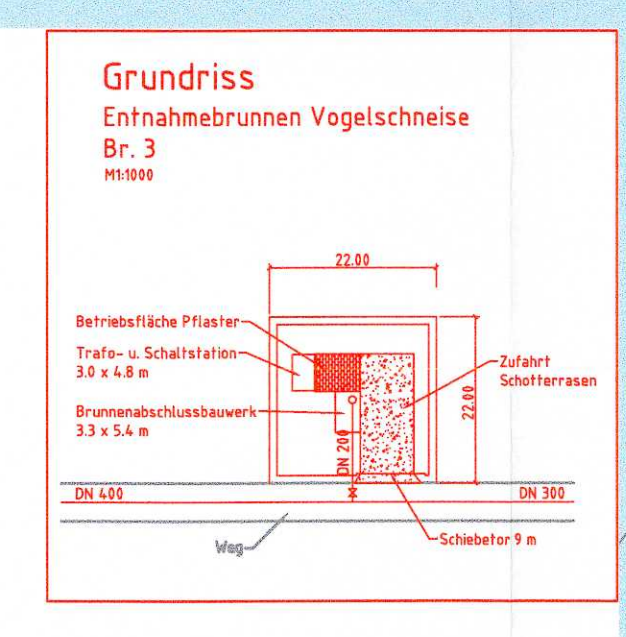 Grundriss
Entnahmebrunnen Vogelschneise
Br. 3
M1:1000
22.00
Betriebsfläche Pflaster
Trafo- u. Schaltstation
3.0 x 4.8 m
Zufahrt
Schotterrasen
22.00
Brunnenabschlussbauwerk
3.3 x 5.4 m
DN 200
DN 400
DN 300
Weg
Schiebetor 9 m